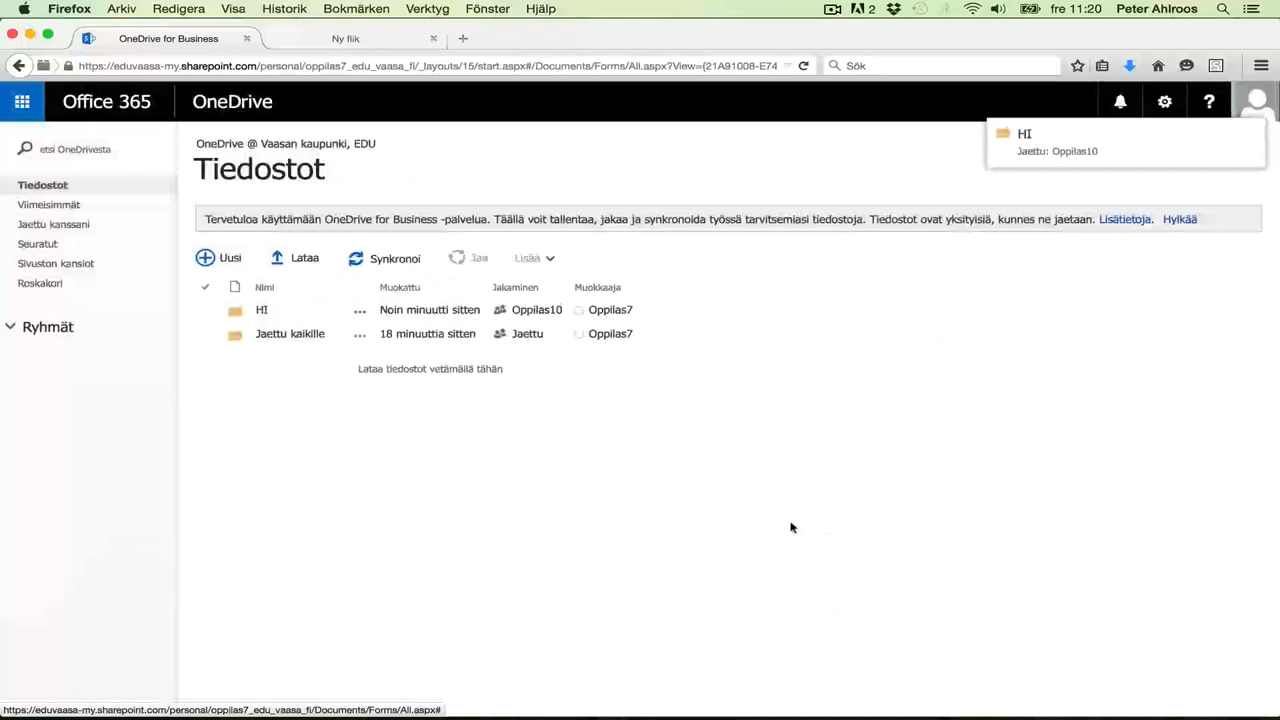 Firefox Arkiv Redigera Visa Historik Bokmärken Verktyg Fönster Hjälp 2 fre 11:20 Peter Ahlroos
OneDrive for Business Ny flik
https://eduvaasa-my.sharepoint.com/personal/oppilas7_edu_vaasa_fi/_layouts/15/start.aspx#/Documents/Forms/All.aspx?View={21A91008-E74 Sök
Office 365 OneDrive ?
HI
Jaettu: Oppilas10
etsi OneDrivesta
Tiedostot
Viimeisimmät
Jaettu kanssani
Seuratut
Sivuston kansiot
Roskakori
Ryhmät
OneDrive @ Vaasan kaupunki, EDU
Tiedostot
Tervetuloa käyttämään OneDrive for Business -palvelua. Täällä voit tallentaa, jakaa ja synkronoida työssä tarvitsemiasi tiedostoja. Tiedostot ovat yksityisiä, kunnes ne jaetaan. Lisätietoja. Hylkää
Uusi Lataa Synkronoi Jaa Lisää
Nimi Muokattu Jakaminen Muokkaaja
HI ... Noin minuutti sitten Oppilas10 Oppilas7
Jaettu kaikille ... 18 minuuttia sitten Jaettu Oppilas7
Lataa tiedostot vetämällä tähän
https://eduvaasa-my.sharepoint.com/personal/oppilas7_edu_vaasa_fi/Documents/Forms/All.aspx#